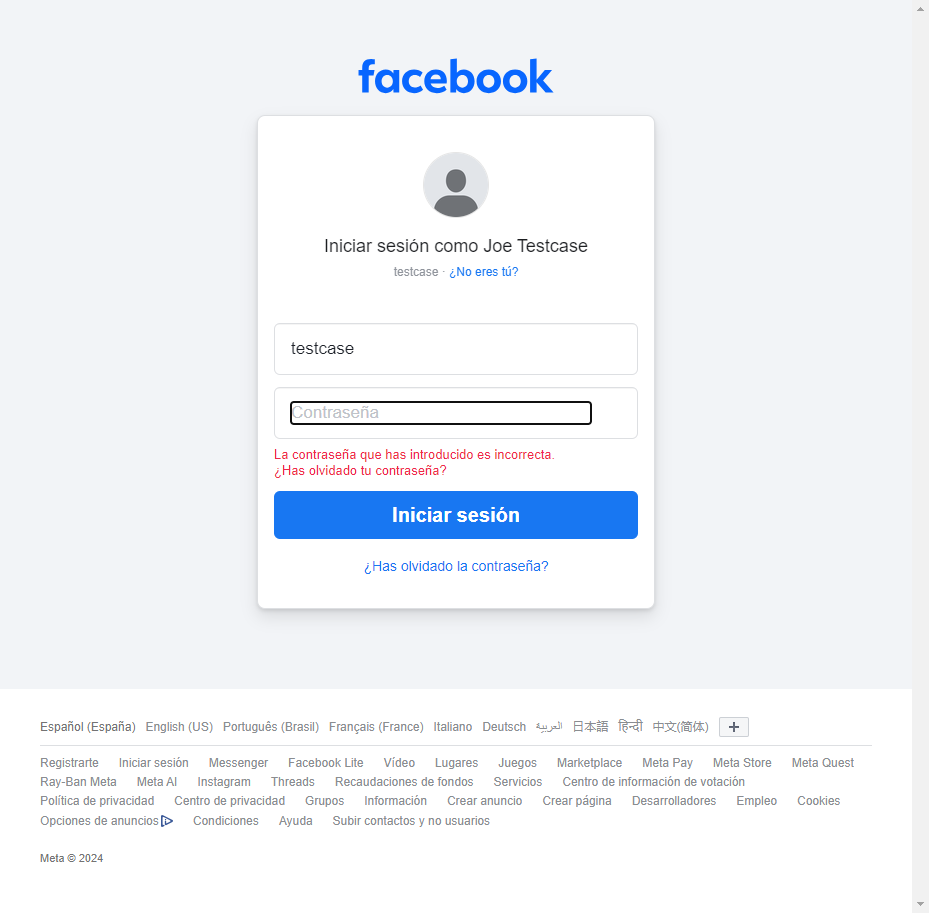 facebook
Iniciar sesión como Joe Testcase
testcase · ¿No eres tú?
testcase
Contraseña
La contraseña que has introducido es incorrecta.
¿Has olvidado tu contraseña?
Iniciar sesión
¿Has olvidado la contraseña?
Español (España) English (US) Português (Brasil) Français (France) Italiano Deutsch العربية 日本語 हिन्दी 中文(简体)
Registrarte Iniciar sesión Messenger Facebook Lite Vídeo Lugares Juegos Marketplace Meta Pay Meta Store Meta Quest
Ray-Ban Meta Meta AI Instagram Threads Recaudaciones de fondos Servicios Centro de información de votación
Política de privacidad Centro de privacidad Grupos Información Crear anuncio Crear página Desarrolladores Empleo Cookies
Opciones de anuncios Condiciones Ayuda Subir contactos y no usuarios
Meta © 2024